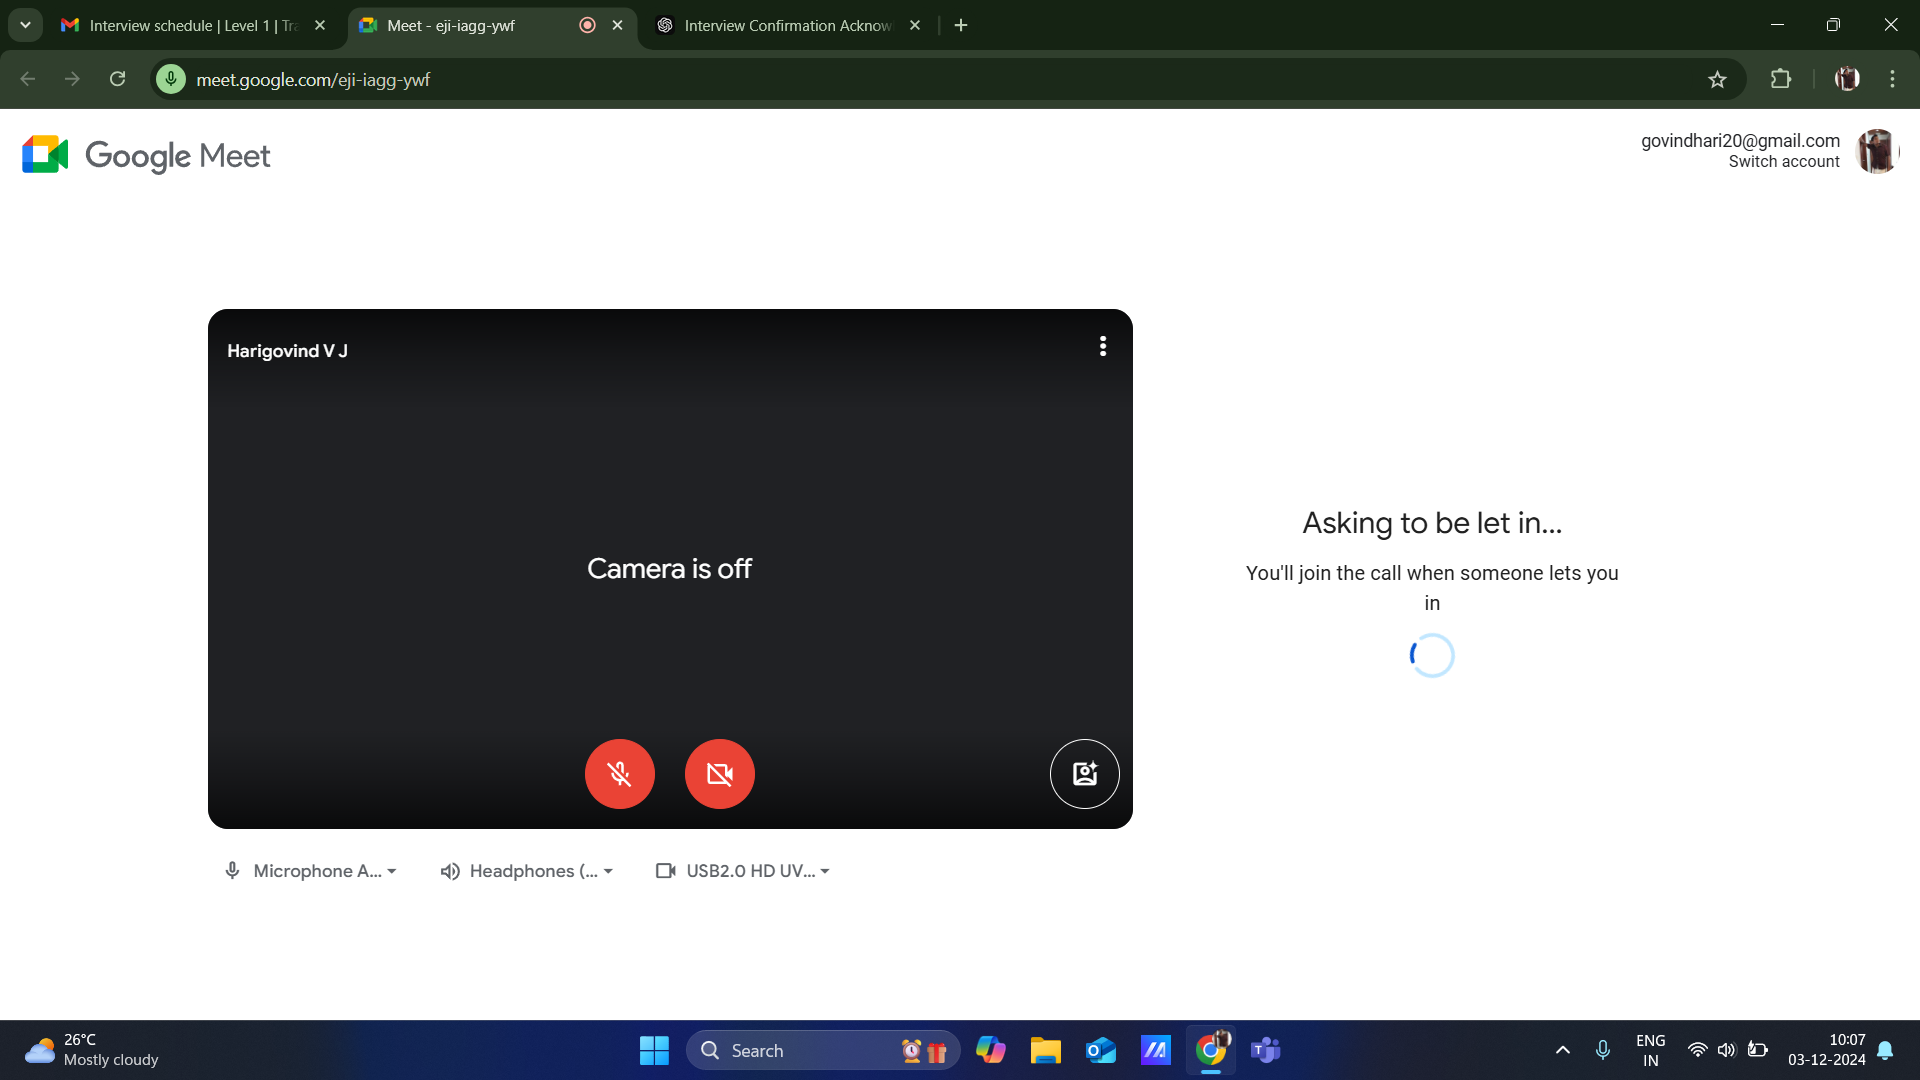 Interview schedule | Level 1 | Tra
Meet - eji-iagg-ywf
Interview Confirmation Acknow
meet.google.com/eji-iagg-ywf
Google Meet
govindhari20@gmail.com
Switch account
Harigovind V J
Camera is off
Asking to be let in...
You'll join the call when someone lets you
in
Microphone A...
Headphones (...
USB2.0 HD UV...
26°C
Mostly cloudy
Search
ENG
IN
10:07
03-12-2024